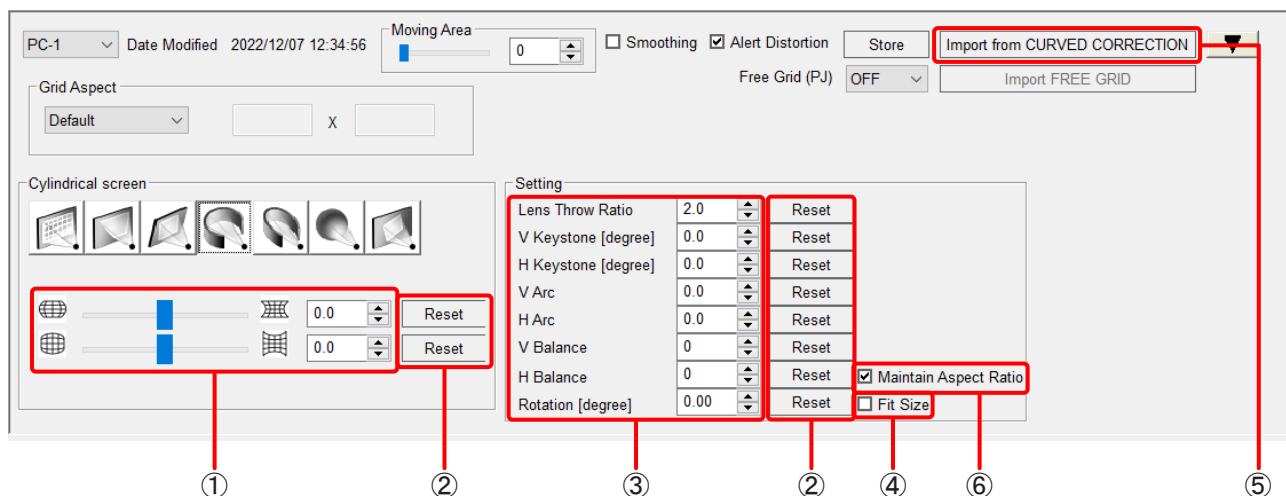 PC-1 Date Modified 2022/12/07 12:34:56 Moving Area 0 Smoothing Alert Distortion Store Import from CURVED CORRECTION
Free Grid (PJ) OFF Import FREE GRID
Grid Aspect
Default X
Cylindrical screen
Setting
Lens Throw Ratio 2.0 Reset
V Keystone [degree] 0.0 Reset
H Keystone [degree] 0.0 Reset
V Arc 0.0 Reset
H Arc 0.0 Reset
V Balance 0 Reset
H Balance 0 Reset Maintain Aspect Ratio
Rotation [degree] 0.00 Reset Fit Size
0.0 Reset
0.0 Reset
① ② ③ ② ④ ⑥ ⑤